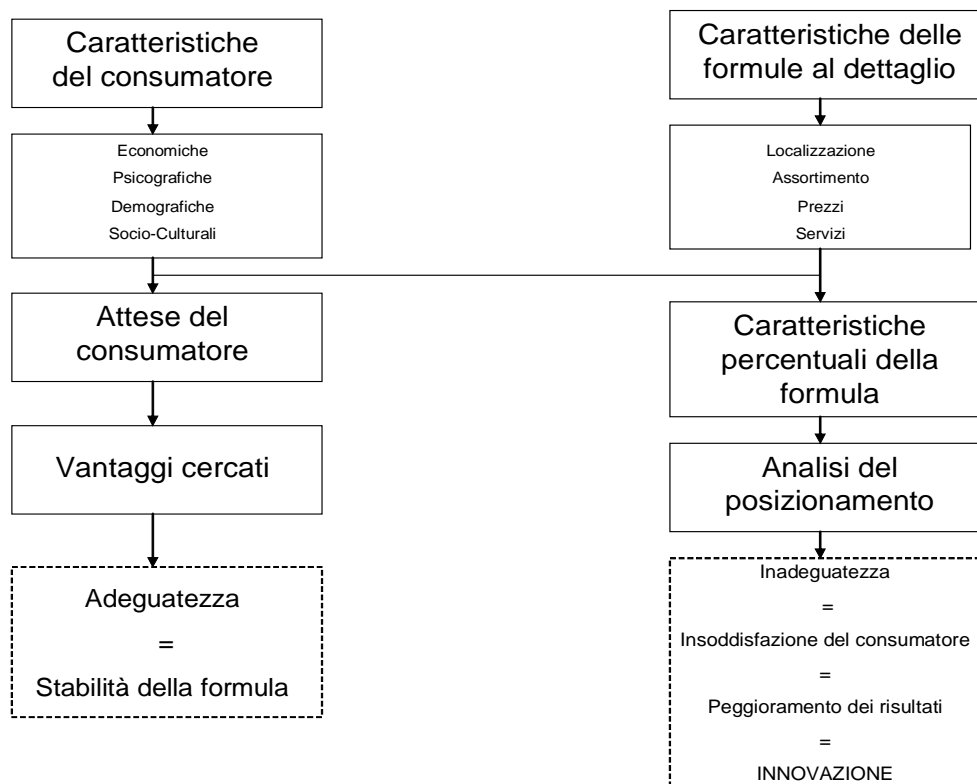 Caratteristiche
del consumatore
Economiche
Psicografiche
Demografiche
Socio-Culturali
Attese del
consumatore
Vantaggi cercati
Adeguatezza
=
Stabilità della formula
Caratteristiche delle
formule al dettaglio
Localizzazione
Assortimento
Prezzi
Servizi
Caratteristiche
percentuali della
formula
Analisi del
posizionamento
Inadeguatezza
=
Insoddisfazione del consumatore
=
Peggioramento dei risultati
=
INNOVAZIONE